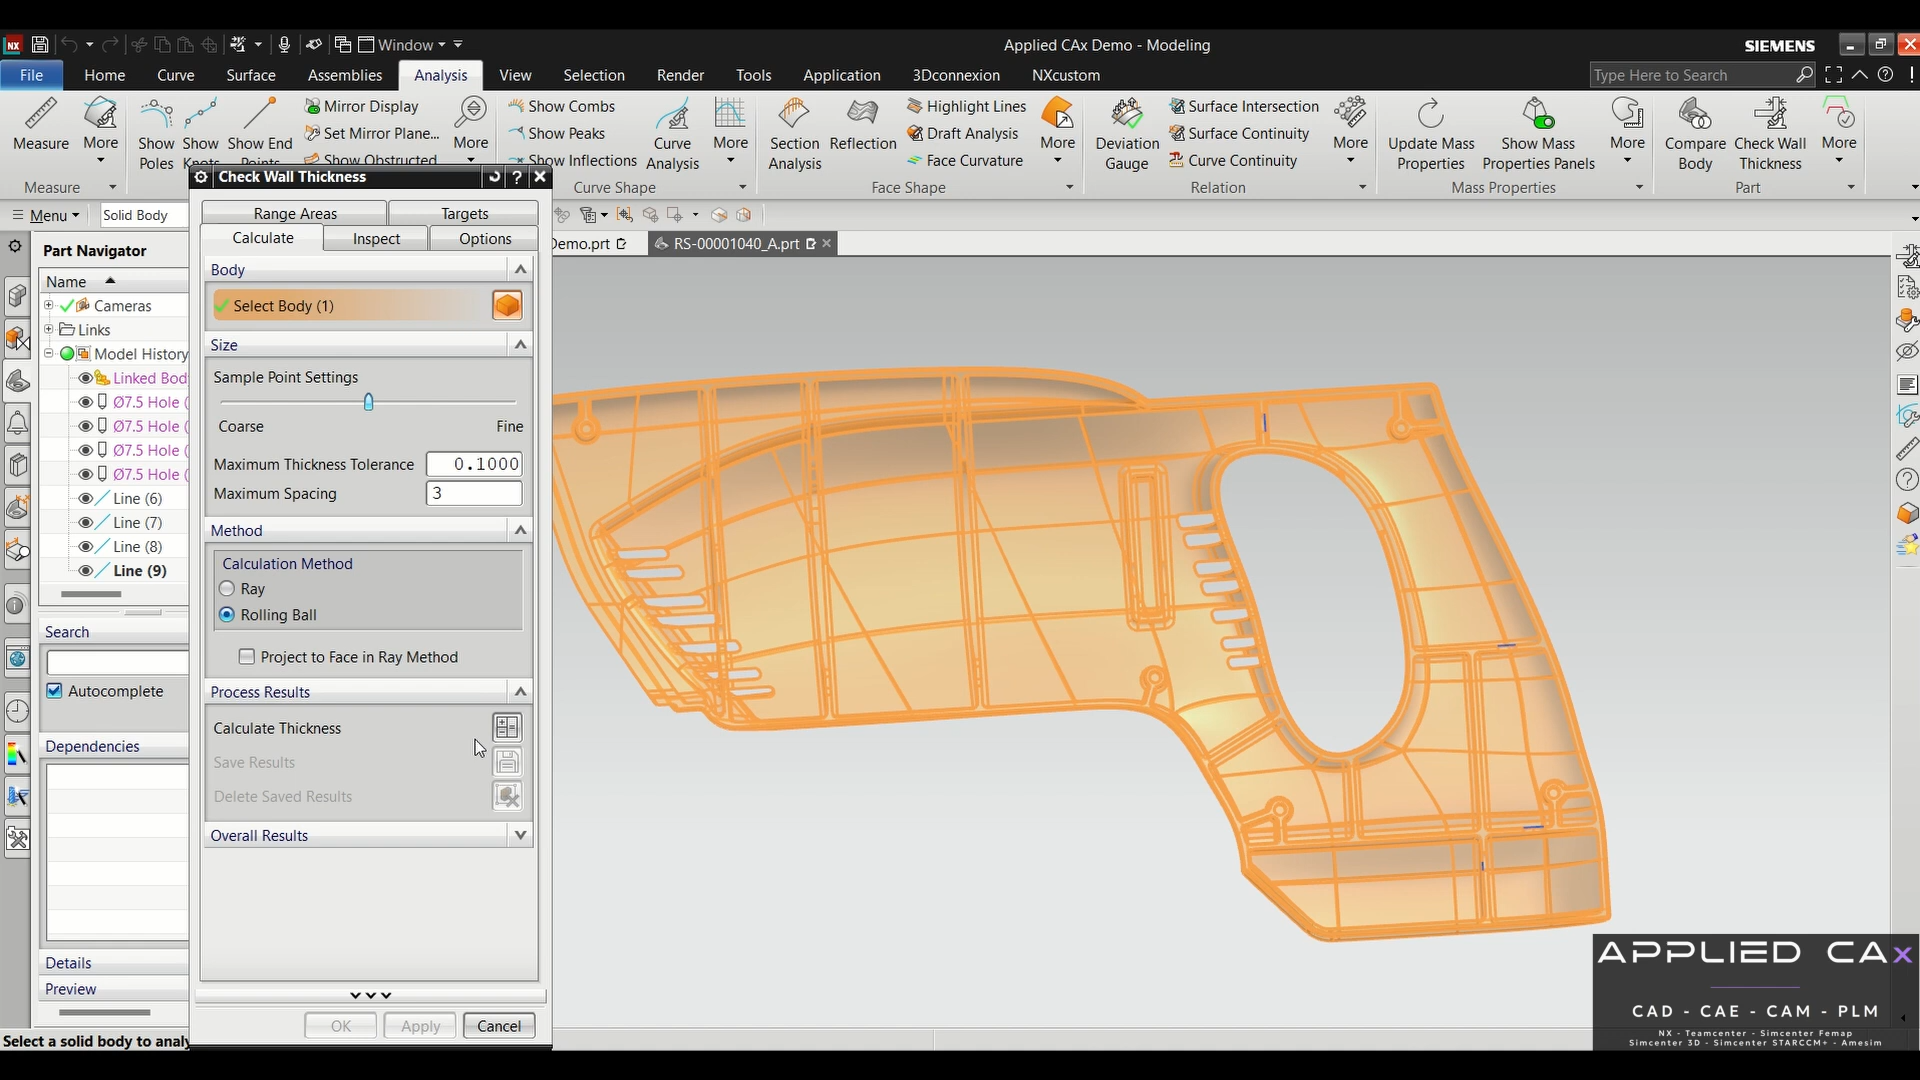 NX
Window
Applied CAx Demo - Modeling
SIEMENS
File
Home
Curve
Surface
Assemblies
Analysis
View
Selection
Render
Tools
Application
3Dconnexion
NXcustom
Type Here to Search
Measure
More
Show Poles
Show Knots
Show End Points
Mirror Display
Set Mirror Plane...
Show Obstructed
More
Show Combs
Show Peaks
Show Inflections
Curve Analysis
More
Section Analysis
Reflection
Highlight Lines
Draft Analysis
Face Curvature
More
Deviation Gauge
Surface Intersection
Surface Continuity
Curve Continuity
More
Update Mass Properties
Show Mass Properties Panels
More
Compare Body
Check Wall Thickness
More
Measure
Curve Shape
Face Shape
Relation
Mass Properties
Part
Menu
Solid Body
Demo.prt
RS-00001040_A.prt
Part Navigator
Name
Cameras
Links
Model History
Linked Bod
Ø7.5 Hole (
Ø7.5 Hole (
Ø7.5 Hole (
Ø7.5 Hole (
Line (6)
Line (7)
Line (8)
Line (9)
Search
Autocomplete
Dependencies
Details
Preview
Select a solid body to analy
Check Wall Thickness
Range Areas
Targets
Calculate
Inspect
Options
Body
Select Body (1)
Size
Sample Point Settings
Coarse
Fine
Maximum Thickness Tolerance
0.1000
Maximum Spacing
3
Method
Calculation Method
Ray
Rolling Ball
Project to Face in Ray Method
Process Results
Calculate Thickness
Save Results
Delete Saved Results
Overall Results
OK
Apply
Cancel
APPLIED CAx
CAD - CAE - CAM - PLM
NX - Teamcenter - Simcenter Femap
Simcenter 3D - Simcenter STARCCM+ - Amesim